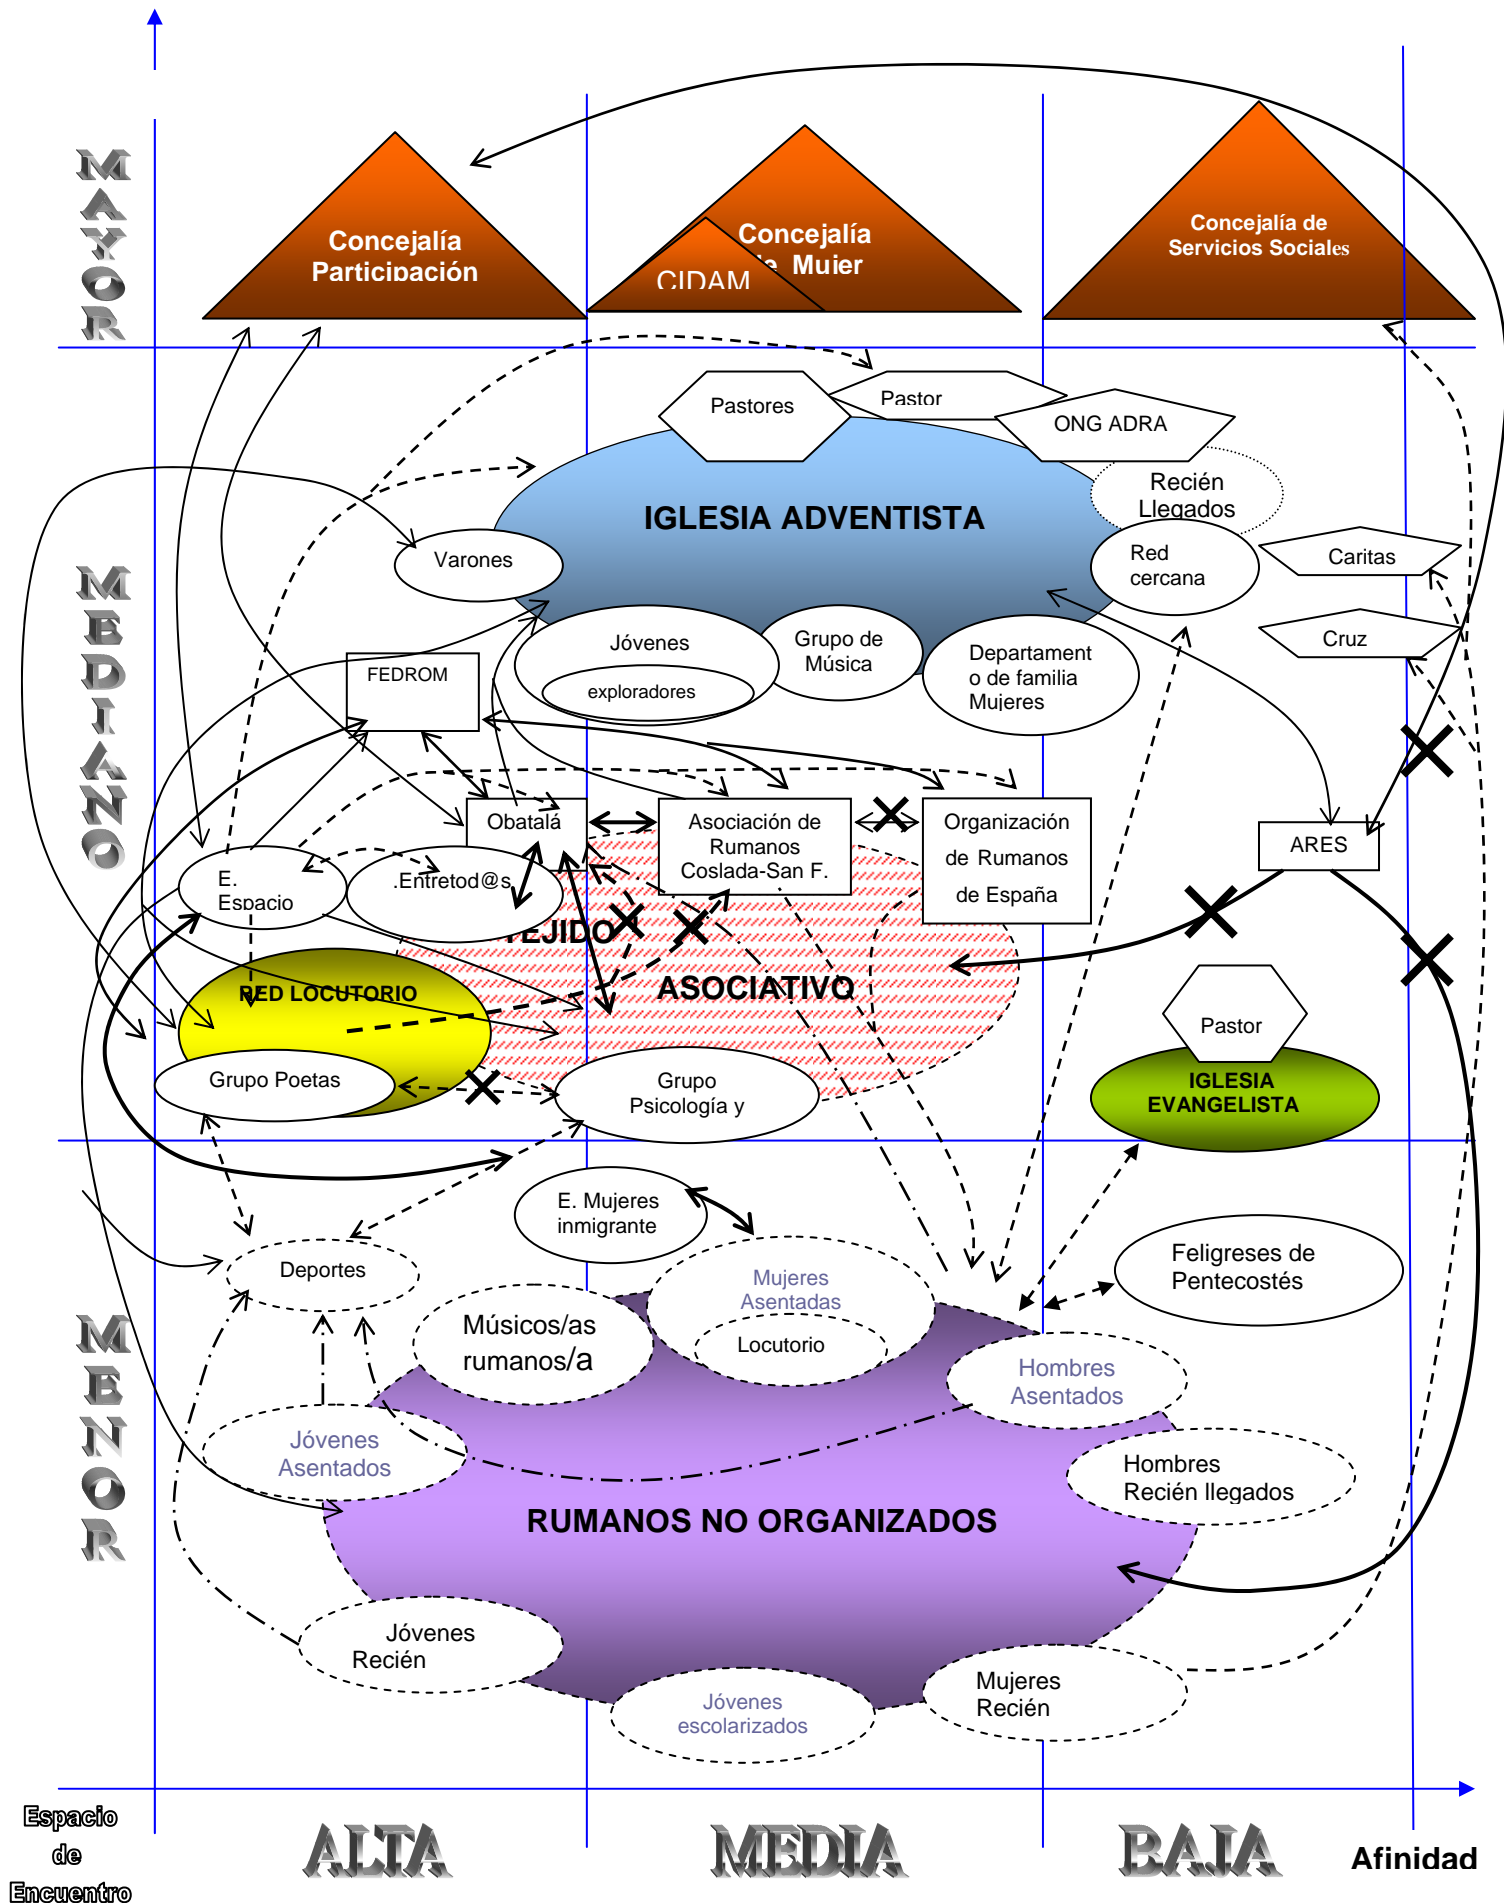 MAYOR
Concejalía
Participación
Concejalía
de Mujer
CIDAM
Concejalía de
Servicios Sociales
MEDIANO
Pastores
Pastor
ONG ADRA
IGLESIA ADVENTISTA
Recién
Llegados
Varones
Red
cercana
Caritas
Cruz
Jóvenes
exploradores
Grupo de
Música
Departament
o de familia
Mujeres
FEDROM
Obatalá
Asociación de
Rumanos
Coslada-San F.
Organización
de Rumanos
de España
ARES
E.
Espacio
.Entretod@s
TEJIDO
ASOCIATIVO
RED LOCUTORIO
Grupo Poetas
Grupo
Psicología y
Pastor
IGLESIA
EVANGELISTA
MENOR
E. Mujeres
inmigrante
Deportes
Mujeres
Asentadas
Locutorio
Feligreses de
Pentecostés
Músicos/as
rumanos/a
Hombres
Asentados
Jóvenes
Asentados
Hombres
Recién llegados
RUMANOS NO ORGANIZADOS
Jóvenes
Recién
Mujeres
Recién
Jóvenes
escolarizados
Espacio
de
Encuentro
ALTA
MEDIA
BAJA
Afinidad